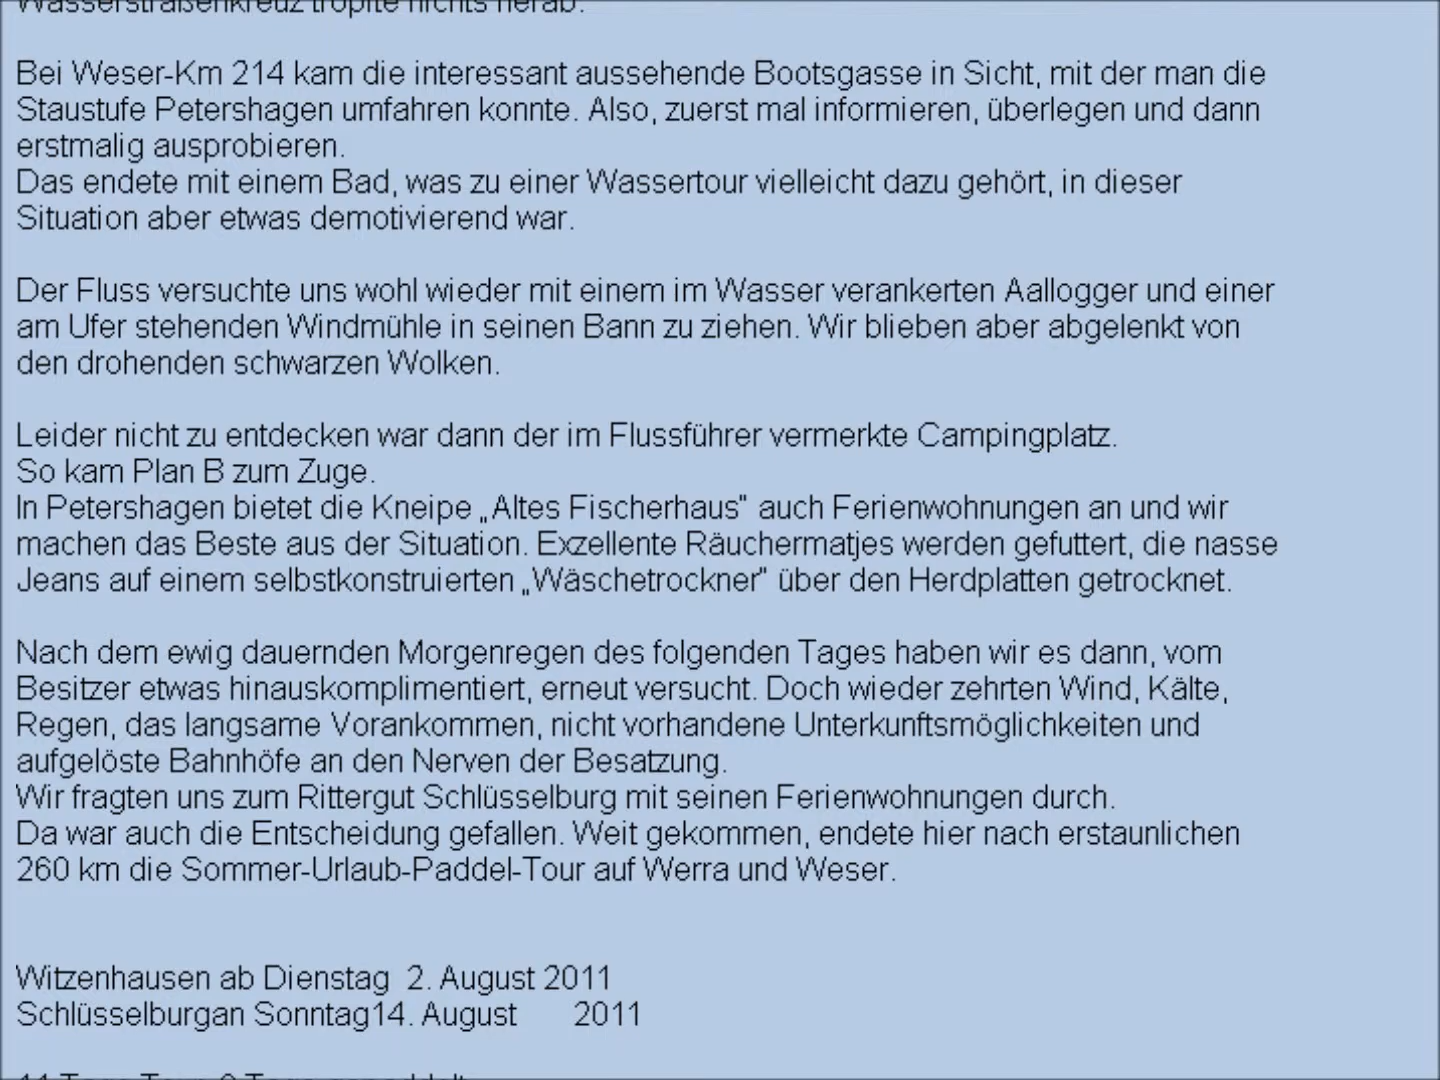 Wasserstraßenkreuz tropfte nichts herab.
Bei Weser-Km 214 kam die interessant aussehende Bootsgasse in Sicht, mit der man die
Staustufe Petershagen umfahren konnte. Also, zuerst mal informieren, überlegen und dann
erstmalig ausprobieren.
Das endete mit einem Bad, was zu einer Wassertour vielleicht dazu gehört, in dieser
Situation aber etwas demotivierend war.
Der Fluss versuchte uns wohl wieder mit einem im Wasser verankerten Aallogger und einer
am Ufer stehenden Windmühle in seinen Bann zu ziehen. Wir blieben aber abgelenkt von
den drohenden schwarzen Wolken.
Leider nicht zu entdecken war dann der im Flussführer vermerkte Campingplatz.
So kam Plan B zum Zuge.
In Petershagen bietet die Kneipe „Altes Fischerhaus" auch Ferienwohnungen an und wir
machen das Beste aus der Situation. Exzellente Räuchermatjes werden gefuttert, die nasse
Jeans auf einem selbstkonstruierten „Wäschetrockner" über den Herdplatten getrocknet.
Nach dem ewig dauernden Morgenregen des folgenden Tages haben wir es dann, vom
Besitzer etwas hinauskomplimentiert, erneut versucht. Doch wieder zehrten Wind, Kälte,
Regen, das langsame Vorankommen, nicht vorhandene Unterkunftsmöglichkeiten und
aufgelöste Bahnhöfe an den Nerven der Besatzung.
Wir fragten uns zum Rittergut Schlüsselburg mit seinen Ferienwohnungen durch.
Da war auch die Entscheidung gefallen. Weit gekommen, endete hier nach erstaunlichen
260 km die Sommer-Urlaub-Paddel-Tour auf Werra und Weser.
Witzenhausen ab Dienstag 2. August 2011
Schlüsselburgan Sonntag14. August 2011